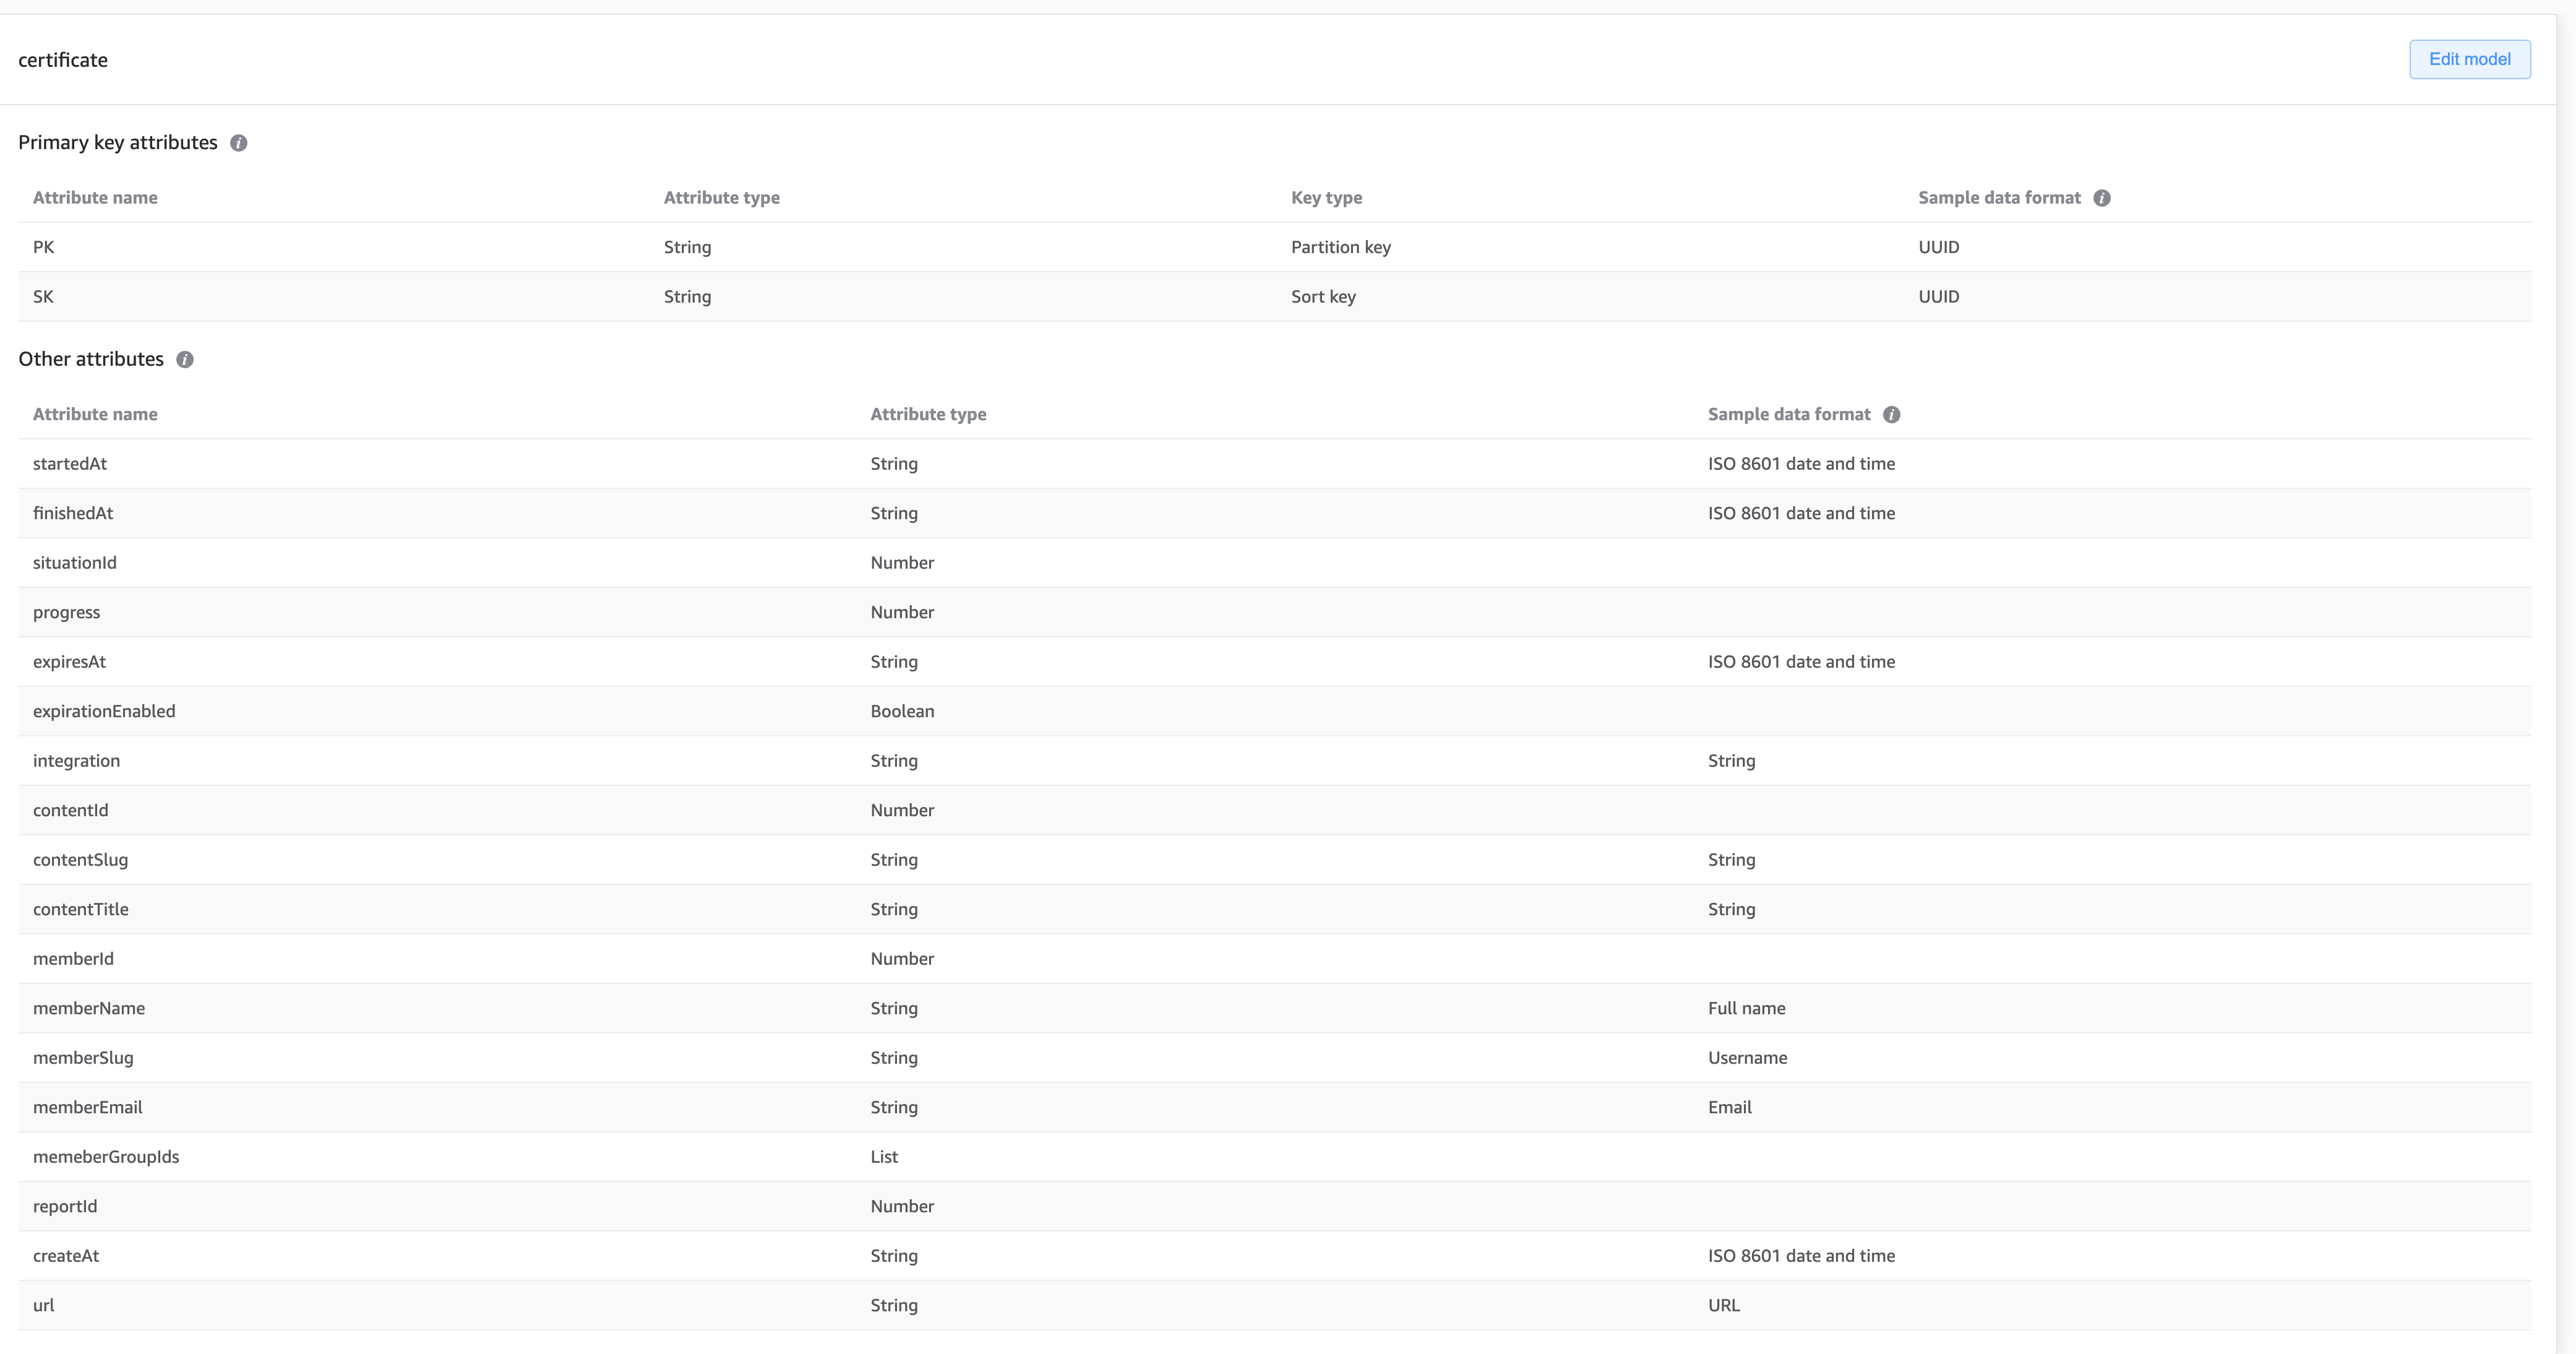 certificate
Edit model
Primary key attributes
Attribute name Attribute type Key type Sample data format
PK String Partition key UUID
SK String Sort key UUID
Other attributes
Attribute name Attribute type Sample data format
startedAt String ISO 8601 date and time
finishedAt String ISO 8601 date and time
situationId Number
progress Number
expiresAt String ISO 8601 date and time
expirationEnabled Boolean
integration String String
contentId Number
contentSlug String String
contentTitle String String
memberId Number
memberName String Full name
memberSlug String Username
memberEmail String Email
memeberGroupIds List
reportId Number
createAt String ISO 8601 date and time
url String URL